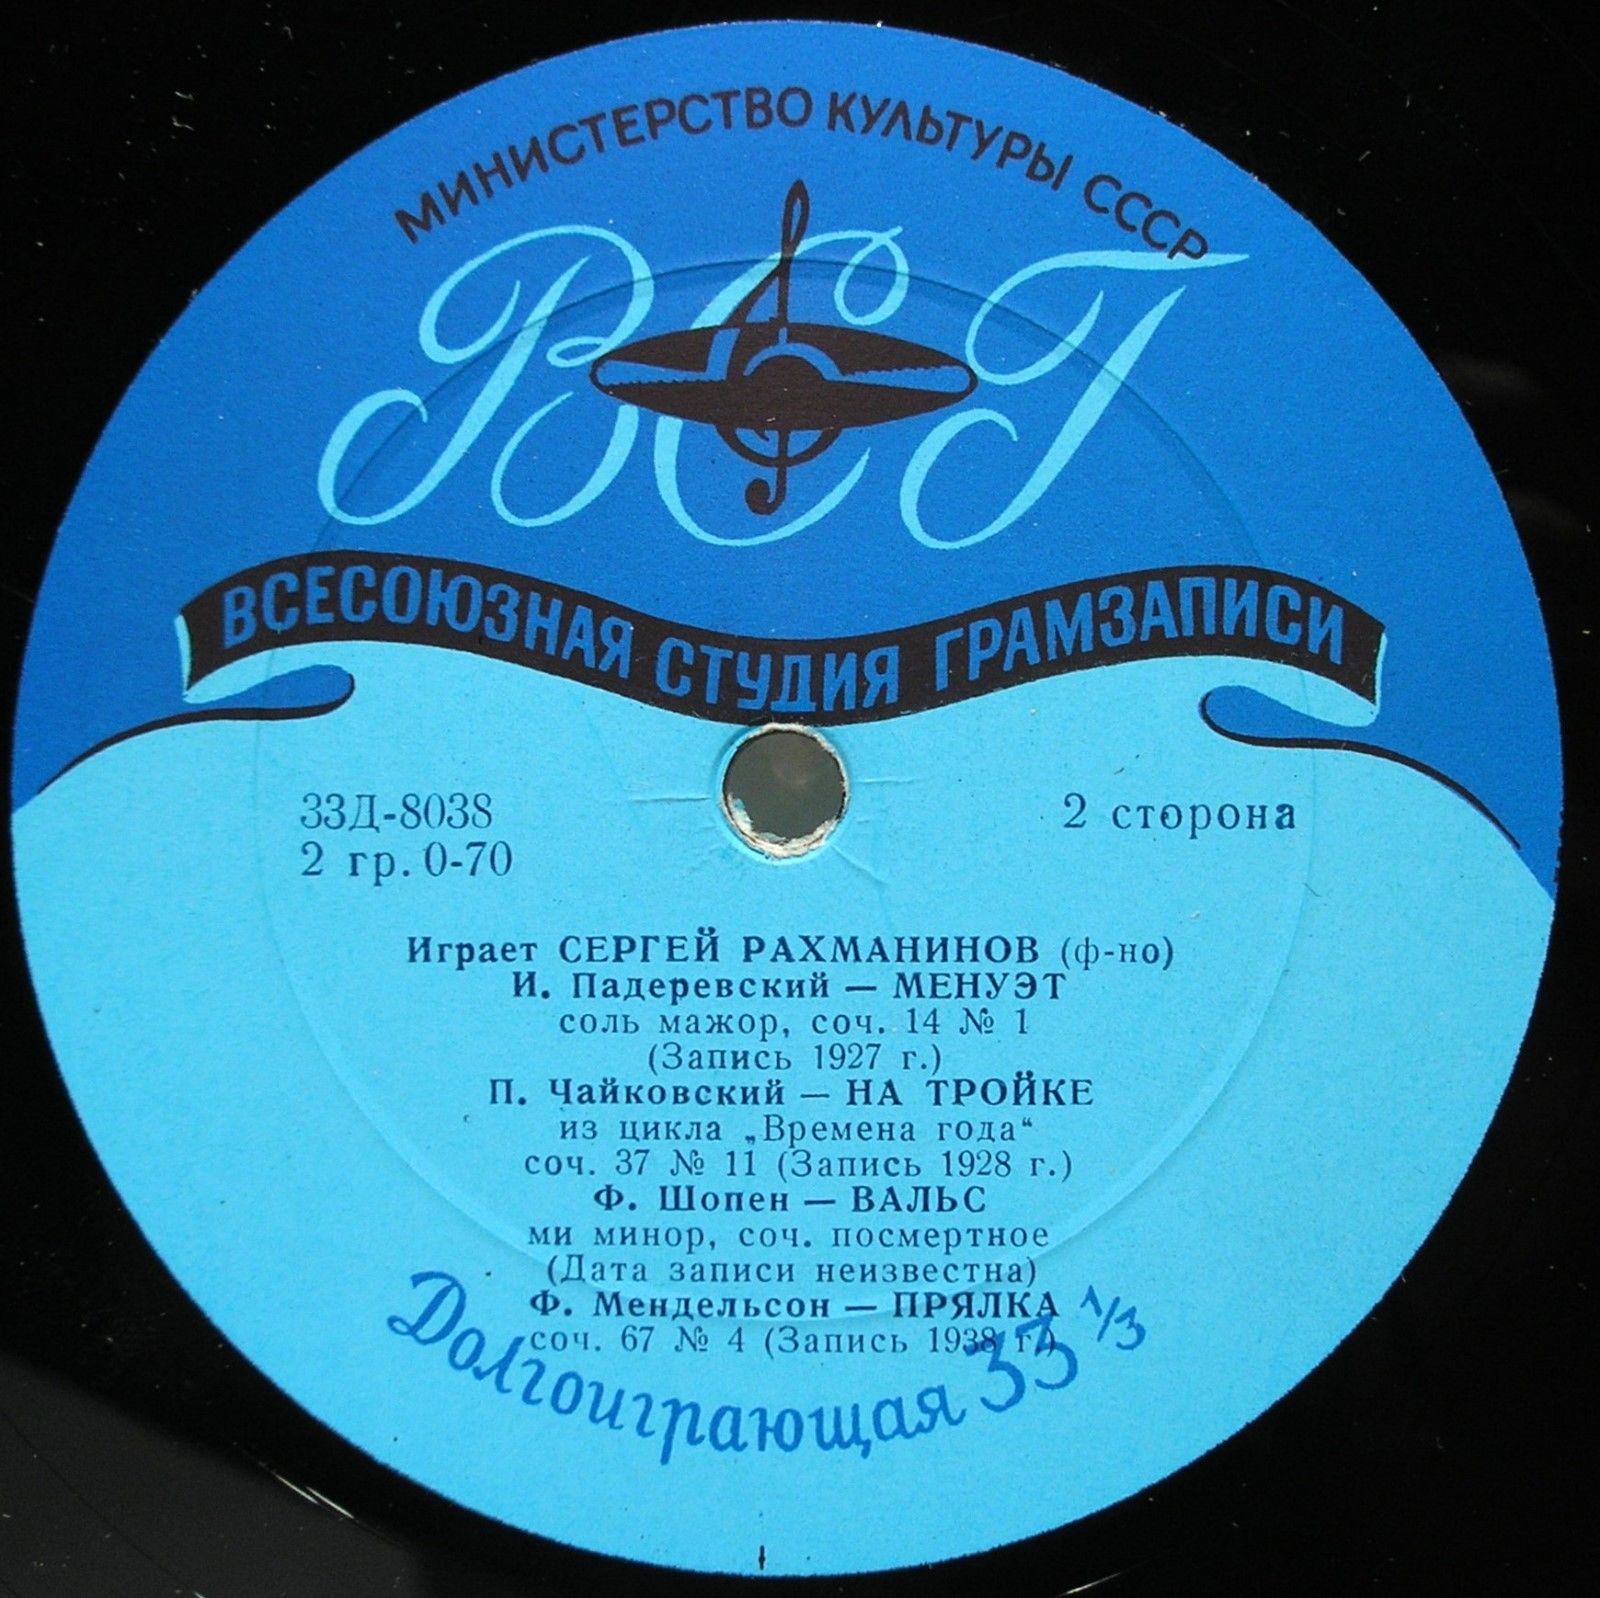 МИНИСТЕРСТВО КУЛЬТУРЫ СССР
ВСГ
ВСЕСОЮЗНАЯ СТУДИЯ ГРАМЗАПИСИ
33Д-8038
2 гр. 0-70
2 сторона
Играет СЕРГЕЙ РАХМАНИНОВ (ф-но)
И. Падеревский — МЕНУЭТ
соль мажор, соч. 14 № 1
(Запись 1927 г.)
П. Чайковский — НА ТРОЙКЕ
из цикла „Времена года“
соч. 37 № 11 (Запись 1928 г.)
Ф. Шопен — ВАЛЬС
ми минор, соч. посмертное
(Дата записи неизвестна)
Ф. Мендельсон — ПРЯЛКА
соч. 67 № 4 (Запись 1938 г.)
Долгоиграющая 33 1/3